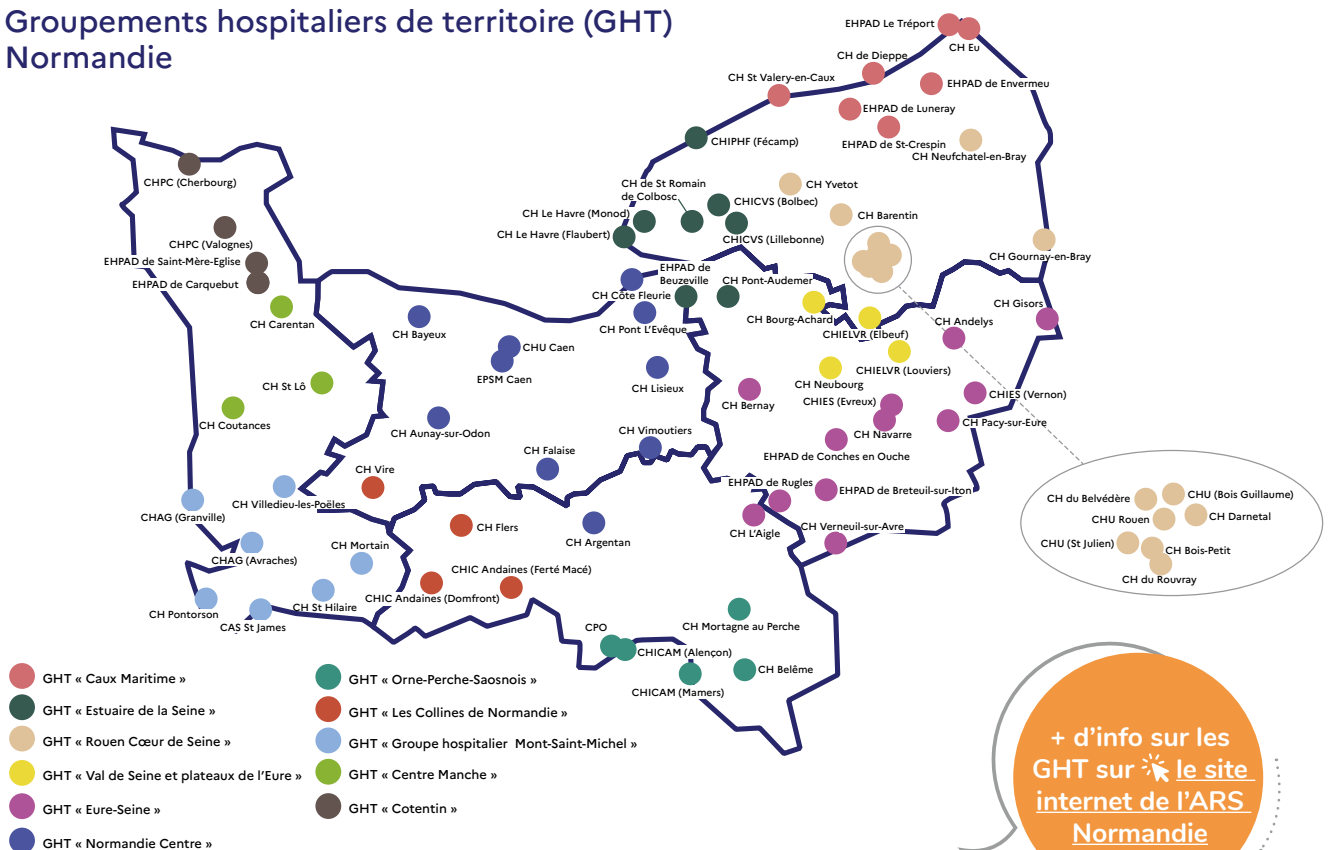 Groupements hospitaliers de territoire (GHT)
Normandie
EHPAD Le Tréport
CH Eu
CH de Dieppe
CH St Valery-en-Caux
EHPAD de Envermeu
EHPAD de Luneray
EHPAD de St-Crespin
CHIPHF (Fécamp)
CH Neufchatel-en-Bray
CHPC (Cherbourg)
CH de St Romain
de Colbosc
CH Yvetot
CHICVS (Bolbec)
CH Le Havre (Monod)
CH Barentin
CH Le Havre (Flaubert)
CHICVS (Lillebonne)
CHPC (Valognes)
EHPAD de Saint-Mère-Eglise
EHPAD de Carquebut
CH Gournay-en-Bray
EHPAD de
Beuzeville
CH Pont-Audemer
CH Côte Fleurie
CH Gisors
CH Carentan
CH Bayeux
CH Pont L'Evêque
CH Bourg-Achard
CH Andelys
CHIELVR (Elbeuf)
CHU Caen
EPSM Caen
CHIELVR (Louviers)
CH St Lô
CH Lisieux
CH Neubourg
CHIES (Vernon)
CH Bernay
CHIES (Evreux)
CH Coutances
CH Aunay-sur-Odon
CH Vimoutiers
CH Navarre
CH Pacy-sur-Eure
CH Falaise
EHPAD de Conches en Ouche
CH Vire
EHPAD de Rugles
EHPAD de Breteuil-sur-Iton
CH Villedieu-les-Poëles
CHAG (Granville)
CH Flers
CH L'Aigle
CH Verneuil-sur-Avre
CH Argentan
CH Mortain
CHAG (Avraches)
CHIC Andaines (Ferté Macé)
CHIC Andaines (Domfront)
CH St Hilaire
CH Pontorson
CAS St James
CH du Belvédère
CHU (Bois Guillaume)
CHU Rouen
CH Darnetal
CHU (St Julien)
CH Bois-Petit
CH du Rouvray
CPO
CH Mortagne au Perche
CHICAM (Alençon)
CH Belême
CHICAM (Mamers)
GHT « Caux Maritime »
GHT « Estuaire de la Seine »
GHT « Rouen Cœur de Seine »
GHT « Val de Seine et plateaux de l'Eure »
GHT « Eure-Seine »
GHT « Normandie Centre »
GHT « Orne-Perche-Saosnois »
GHT « Les Collines de Normandie »
GHT « Groupe hospitalier Mont-Saint-Michel »
GHT « Centre Manche »
GHT « Cotentin »
+ d'info sur les
GHT sur le site
internet de l'ARS
Normandie